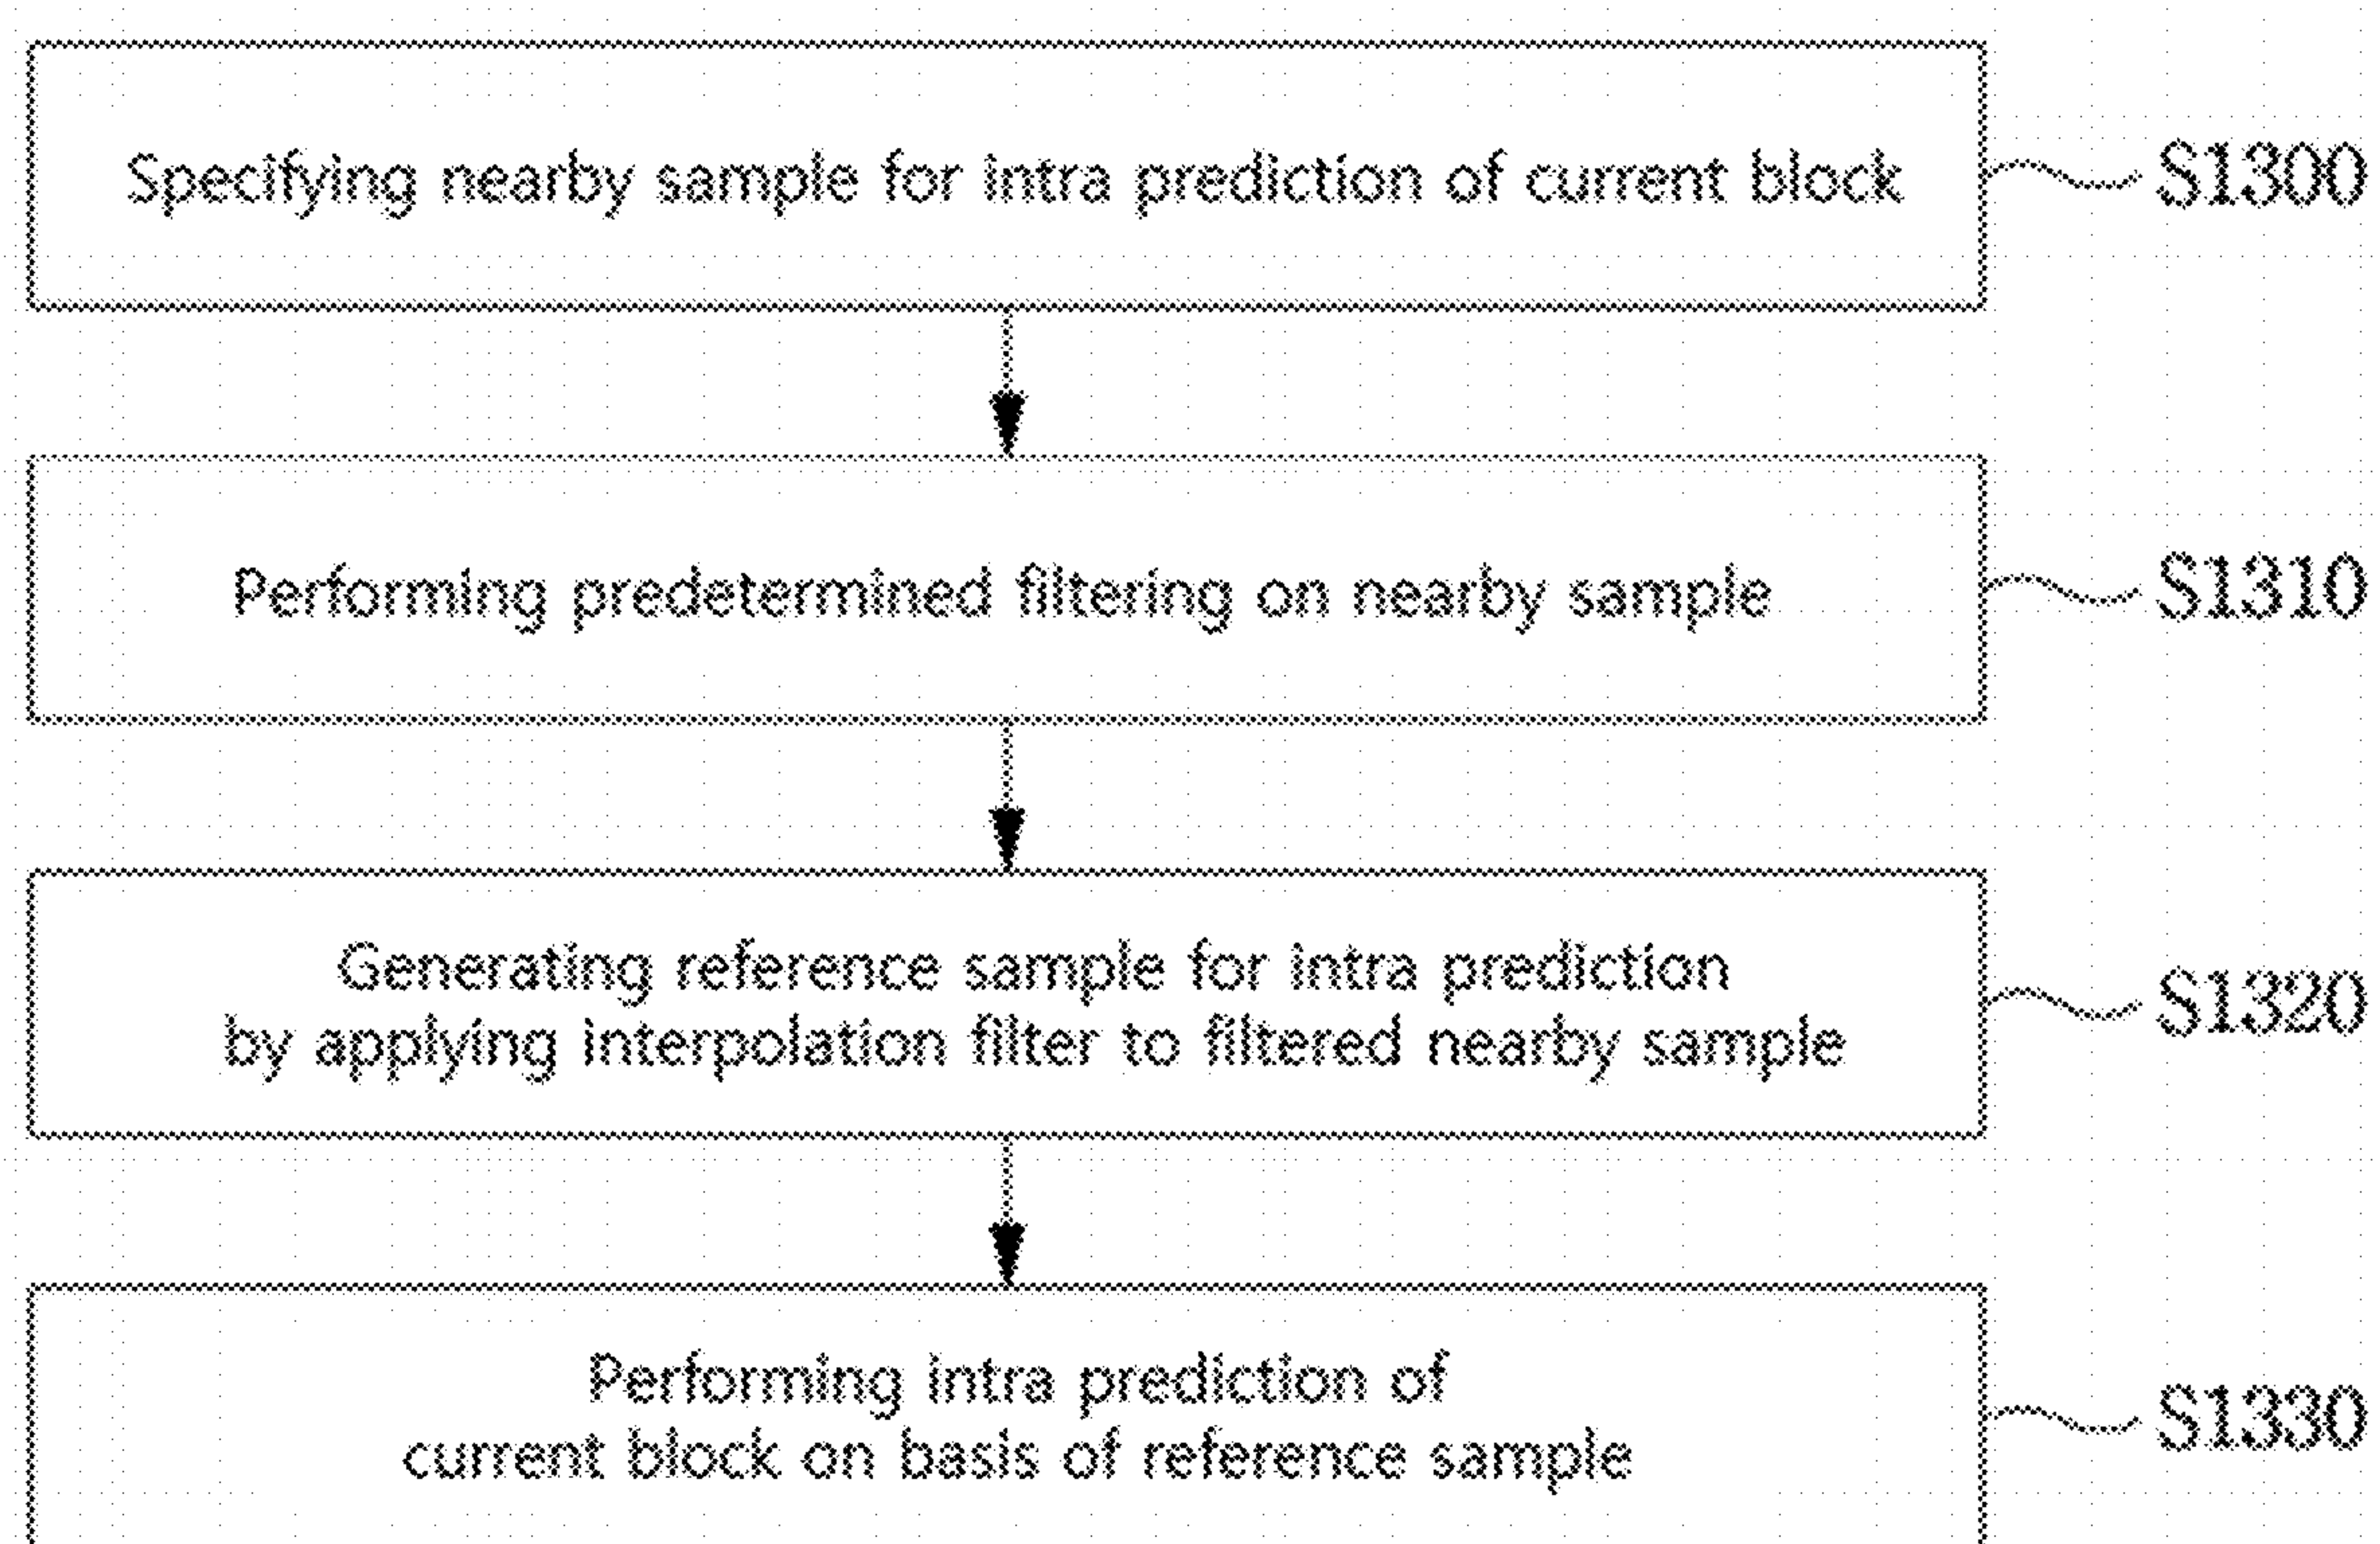 Specifying nearby sample for intra prediction of current block
S1300
Performing predetermined filtering on nearby sample
S1310
Generating reference sample for intra prediction
by applying interpolation filter to filtered nearby sample
S1320
Performing intra prediction of
current block on basis of reference sample
S1330